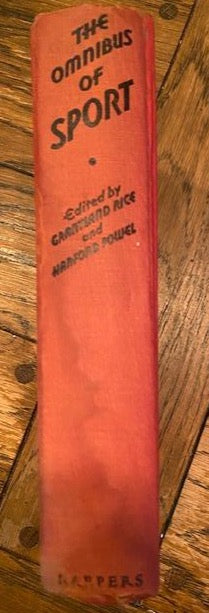 THE
OMNIBUS
OF
SPORT
Edited by
GRANTLAND RICE
and
HARFORD POWEL
HARPERS